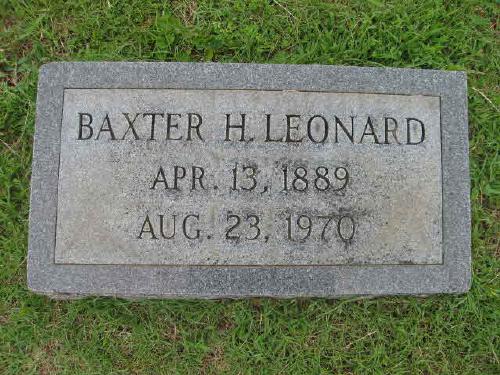 BAXTER H. LEONARD
APR. 13, 1889
AUG. 23, 1970